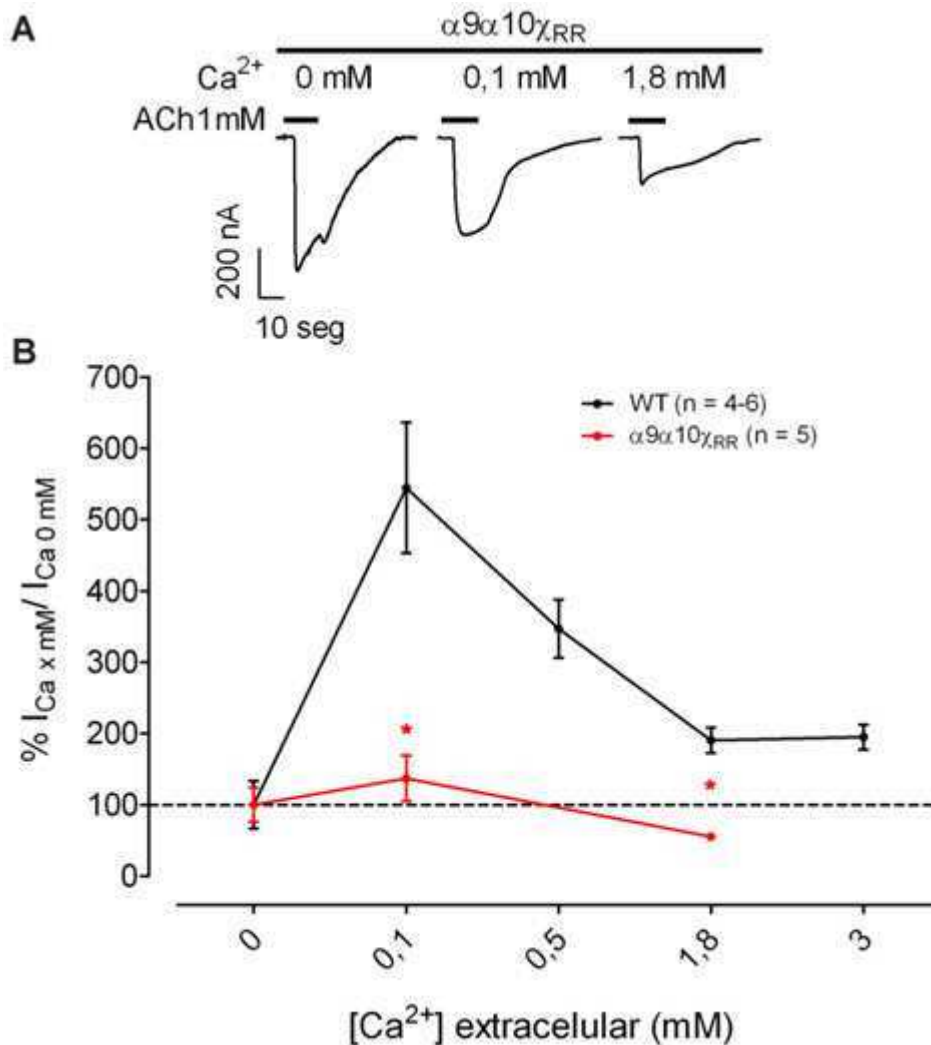 A
α9α10χRR
Ca2+ 0 mM 0,1 mM 1,8 mM
ACh1mM
200 nA
10 seg
B
700
600
500
400
300
200
100
0
% ICa x mM/ ICa 0 mM
WT (n = 4-6)
α9α10χRR (n = 5)
*
*
0 0,1 0,5 1,8 3
[Ca2+] extracelular (mM)